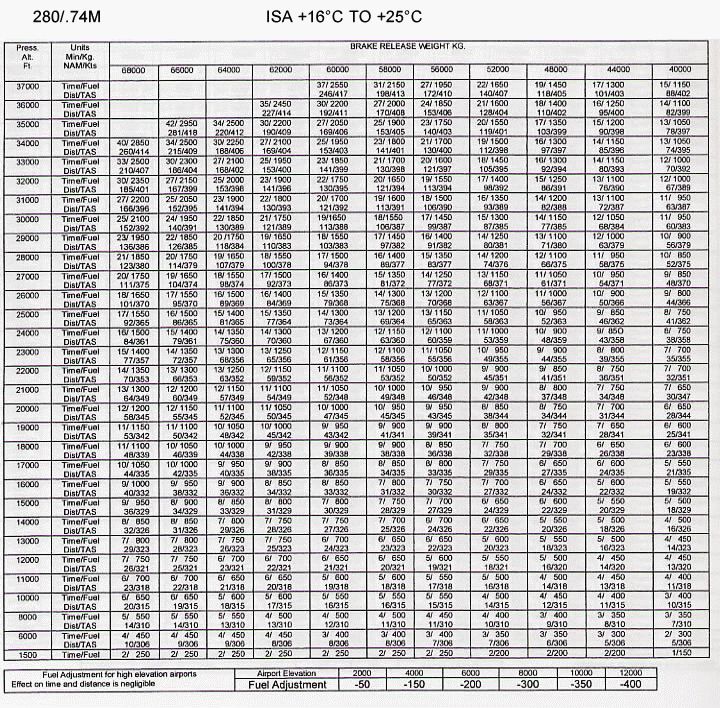 280/.74M ISA +16°C TO +25°C
Press. Units BRAKE RELEASE WEIGHT KG.
Alt. Min/Kg.
Ft. NAM/Kts 68000 66000 64000 62000 60000 58000 56000 52000 48000 44000 40000
37000 Time/Fuel 37/ 2550 31/ 2150 27/ 1950 22/ 1650 19/ 1450 17/ 1300 15/ 1150
Dist/TAS 246/417 198/413 172/410 140/407 118/405 101/403 88/402
36000 Time/Fuel 35/ 2450 30/ 2200 27/ 2000 24/ 1850 21/ 1600 18/ 1400 16/ 1250 14/ 1100
Dist/TAS 227/414 192/411 170/408 153/406 128/404 110/402 95/400 82/399
35000 Time/Fuel 42/ 2950 34/ 2500 30/ 2200 27/ 2050 25/ 1900 23/ 1750 20/ 1550 17/ 1350 15/ 1200 13/ 1050
Dist/TAS 281/418 220/412 190/409 169/406 153/405 140/403 119/401 103/399 90/398 78/397
34000 Time/Fuel 40/ 2850 34/ 2500 30/ 2250 27/ 2100 25/ 1950 23/ 1800 21/ 1700 19/ 1500 16/ 1300 14/ 1150 13/ 1050
Dist/TAS 260/414 215/409 188/406 169/404 153/403 141/401 130/400 112/398 97/397 85/396 74/395
33000 Time/Fuel 33/ 2500 30/ 2300 27/ 2100 25/ 1950 23/ 1850 21/ 1700 20/ 1600 18/ 1450 16/ 1300 14/ 1150 12/ 1000
Dist/TAS 210/407 186/404 168/402 153/400 141/399 130/398 121/397 105/395 92/394 80/393 70/392
32000 Time/Fuel 30/ 2350 27/ 2150 25/ 2000 23/ 1900 22/ 1750 20/ 1650 19/ 1550 17/ 1400 15/ 1250 13/ 1100 12/ 1000
Dist/TAS 185/401 167/399 153/398 141/396 130/395 121/394 113/394 98/392 86/391 76/390 67/389
31000 Time/Fuel 27/ 2200 25/ 2050 23/ 1900 22/ 1800 20/ 1700 19/ 1600 18/ 1500 16/ 1350 14/ 1200 13/ 1100 11/ 950
Dist/TAS 166/396 152/395 141/394 130/393 121/392 113/391 106/390 93/389 82/388 72/387 63/387
30000 Time/Fuel 25/ 2100 24/ 1950 22/ 1850 21/ 1750 19/1650 18/1550 17/ 1450 15/ 1300 14/ 1150 12/ 1050 11/ 950
Dist/TAS 152/392 140/391 130/389 121/389 113/388 106/387 99/387 87/385 77/385 68/384 60/383
29000 Time/Fuel 23/ 1950 22/ 1850 20/ 1750 19/ 1650 18/ 1550 17/ 1450 16/ 1400 14/ 1250 13/ 1100 12/ 1000 10/ 900
Dist/TAS 136/386 126/385 118/384 110/383 103/383 97/382 91/382 80/381 71/380 63/379 56/379
28000 Time/Fuel 21/ 1850 20/ 1750 19/ 1650 18/ 1550 17/ 1500 16/ 1400 15/ 1350 13/ 1200 12/ 1100 11/ 950 10/ 850
Dist/TAS 123/380 114/379 107/379 100/378 94/378 89/377 83/377 74/376 66/375 58/375 52/375
27000 Time/Fuel 20/ 1750 19/ 1650 18/ 1550 17/ 1500 16/ 1400 15/ 1350 14/ 1250 13/ 1150 11/ 1050 10/ 950 9/ 850
Dist/TAS 111/375 104/374 98/374 92/373 86/373 81/372 77/372 68/371 61/371 54/371 48/370
26000 Time/Fuel 18/ 1650 17/ 1550 16/ 1500 16/ 1400 15/ 1350 14/ 1300 13/ 1200 12/ 1100 11/ 1000 10/ 900 9/ 800
Dist/TAS 101/370 95/370 89/369 84/369 79/368 75/368 70/368 63/367 56/367 50/366 44/366
25000 Time/Fuel 17/ 1550 16/ 1500 15/ 1400 15/ 1350 14/ 1300 13/ 1200 13/ 1150 11/ 1050 10/ 950 9/ 850 8/ 750
Dist/TAS 92/365 86/365 81/365 77/364 73/364 69/364 65/363 58/363 52/363 46/362 41/362
24000 Time/Fuel 16/ 1500 15/ 1400 14/ 1350 14/ 1300 13/ 1200 12/ 1150 12/ 1100 11/ 1000 10/ 900 9/ 850 8/ 750
Dist/TAS 84/361 79/361 75/360 70/360 67/360 63/360 60/359 53/359 48/359 43/358 38/358
23000 Time/Fuel 15/ 1400 14/ 1350 13/ 1300 13/ 1250 12/ 1150 12/ 1100 11/ 1050 10/ 950 9/ 900 8/ 800 7/ 700
Dist/TAS 77/357 72/357 68/356 65/356 61/356 58/356 55/356 49/355 44/355 39/355 35/355
22000 Time/Fuel 14/ 1350 13/ 1300 13/ 1250 12/ 1150 11/ 1100 11/ 1050 10/ 1000 9/ 900 9/ 850 8/ 750 7/ 700
Dist/TAS 70/353 66/353 63/352 59/352 56/352 53/352 50/352 45/352 41/351 36/351 32/351
21000 Time/Fuel 13/ 1300 12/ 1200 12/ 1150 11/ 1100 11/ 1050 10/ 1000 10/ 950 9/ 900 8/ 800 7/ 750 7/ 650
Dist/TAS 64/349 60/349 57/349 54/349 52/348 49/348 46/348 42/348 37/348 34/348 30/347
20000 Time/Fuel 12/ 1200 12/ 1150 11/ 1100 11/ 1050 10/ 1000 10/ 950 9/ 950 8/ 850 8/ 750 7/ 700 6/ 650
Dist/TAS 58/345 55/345 52/345 50/345 47/345 45/345 43/345 38/344 34/344 31/344 28/344
19000 Time/Fuel 11/ 1150 11/ 1100 10/ 1050 10/ 1000 9/ 950 9/ 950 9/ 900 8/ 800 7/ 750 7/ 650 6/ 600
Dist/TAS 53/342 50/342 48/342 45/342 43/342 41/341 39/341 35/341 32/341 28/341 25/341
18000 Time/Fuel 11/ 1100 10/ 1050 10/ 1000 9/ 950 9/ 900 8/ 900 8/ 850 7/ 750 7/ 700 6/ 650 6/ 600
Dist/TAS 48/339 46/339 44/338 42/338 39/338 38/338 36/338 32/338 29/338 26/338 23/338
17000 Time/Fuel 10/ 1050 10/ 1000 9/ 950 9/ 900 8/ 850 8/ 850 8/ 800 7/ 750 6/ 650 6/ 600 5/ 550
Dist/TAS 44/335 42/335 40/335 38/335 36/335 34/335 33/335 29/335 27/335 24/335 21/335
16000 Time/Fuel 9/ 1000 9/ 950 9/ 900 8/ 850 8/ 800 7/ 800 7/ 750 7/ 700 6/ 650 6/ 600 5/ 550
Dist/TAS 40/332 38/332 36/332 34/332 33/332 31/332 30/332 27/332 24/332 22/332 19/332
15000 Time/Fuel 9/ 950 9/ 900 8/ 850 8/ 800 7/ 800 7/ 750 7/ 700 6/ 650 6/ 600 5/ 550 5/ 500
Dist/TAS 36/329 34/329 33/329 31/329 30/329 28/329 27/329 24/329 22/329 20/329 18/329
14000 Time/Fuel 8/ 850 8/ 850 8/ 800 7/ 750 7/ 750 7/ 700 6/ 700 6/ 650 5/ 550 5/ 550 4/ 500
Dist/TAS 32/326 31/326 29/326 28/326 27/326 25/326 24/326 22/326 20/326 18/326 16/326
13000 Time/Fuel 7/ 800 7/ 800 7/ 750 7/ 750 6/ 700 6/ 650 6/ 650 5/ 600 5/ 550 5/ 500 4/ 450
Dist/TAS 29/323 28/323 26/323 25/323 24/323 23/323 22/323 20/323 18/323 16/323 14/323
12000 Time/Fuel 7/ 750 7/ 750 6/ 700 6/ 700 6/ 650 6/ 650 6/ 600 5/ 550 5/ 500 4/ 450 4/ 450
Dist/TAS 26/321 25/321 23/321 22/321 21/321 20/321 19/321 18/321 16/320 14/320 13/320
11000 Time/Fuel 6/ 700 6/ 700 6/ 650 6/ 650 5/ 600 5/ 600 5/ 550 5/ 500 4/ 500 4/ 450 4/ 400
Dist/TAS 23/318 22/318 21/318 20/318 19/318 18/318 17/318 16/318 14/318 13/318 11/318
10000 Time/Fuel 6/ 650 6/ 650 5/ 600 5/ 600 5/ 550 5/ 550 5/ 550 4/ 500 4/ 450 4/ 400 3/ 400
Dist/TAS 20/315 19/315 18/315 17/315 16/315 16/315 15/315 14/315 12/315 11/315 10/315
8000 Time/Fuel 5/ 550 5/ 550 5/ 500 4/ 500 4/ 500 4/ 450 4/ 450 4/ 400 3/ 400 3/ 350 3/ 350
Dist/TAS 14/310 14/310 13/310 13/310 12/310 11/310 11/310 10/310 9/310 8/310 7/310
6000 Time/Fuel 4/ 450 4/ 450 4/ 450 4/ 400 3/ 400 3/ 400 3/ 400 3/ 350 3/ 350 3/ 300 2/ 300
Dist/TAS 10/306 9/306 9/306 8/306 8/306 7/306 7/306 7/306 6/306 5/306 5/306
1500 Time/Fuel 2/ 250 2/ 250 2/ 250 2/ 250 2/ 250 2/ 250 2/ 250 2/200 2/200 2/200 1/150
Fuel Adjustment for high elevation airports Airport Elevation 2000 4000 6000 8000 10000 12000
Effect on time and distance is negligible Fuel Adjustment -50 -150 -200 -300 -350 -400